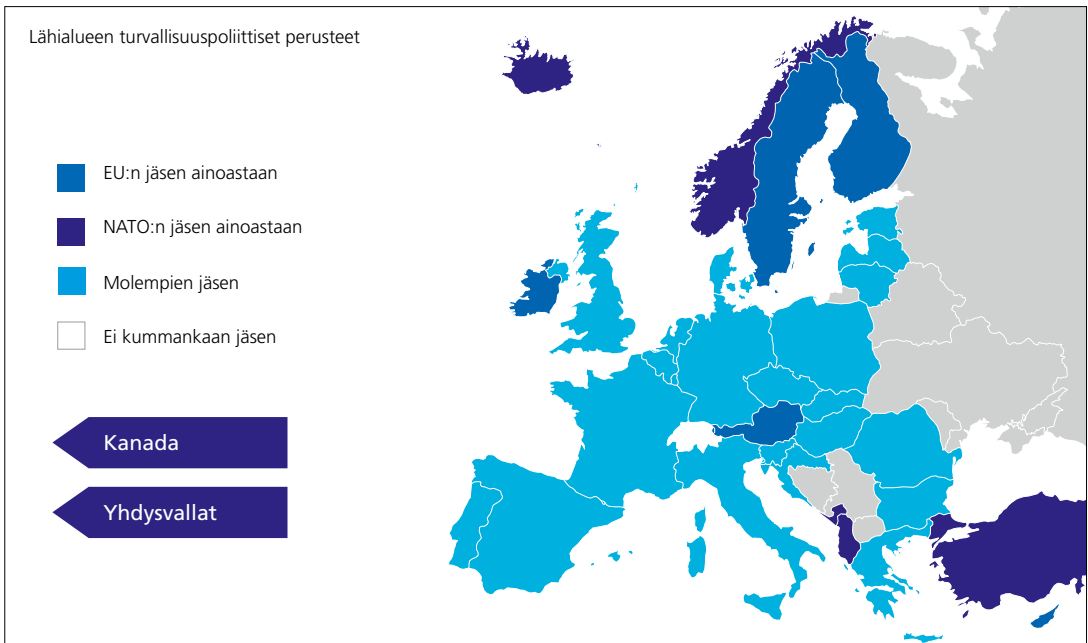 Lähialueen turvallisuuspoliittiset perusteet
EU:n jäsen ainoastaan
NATO:n jäsen ainoastaan
Molempien jäsen
Ei kummankaan jäsen
Kanada
Yhdysvallat